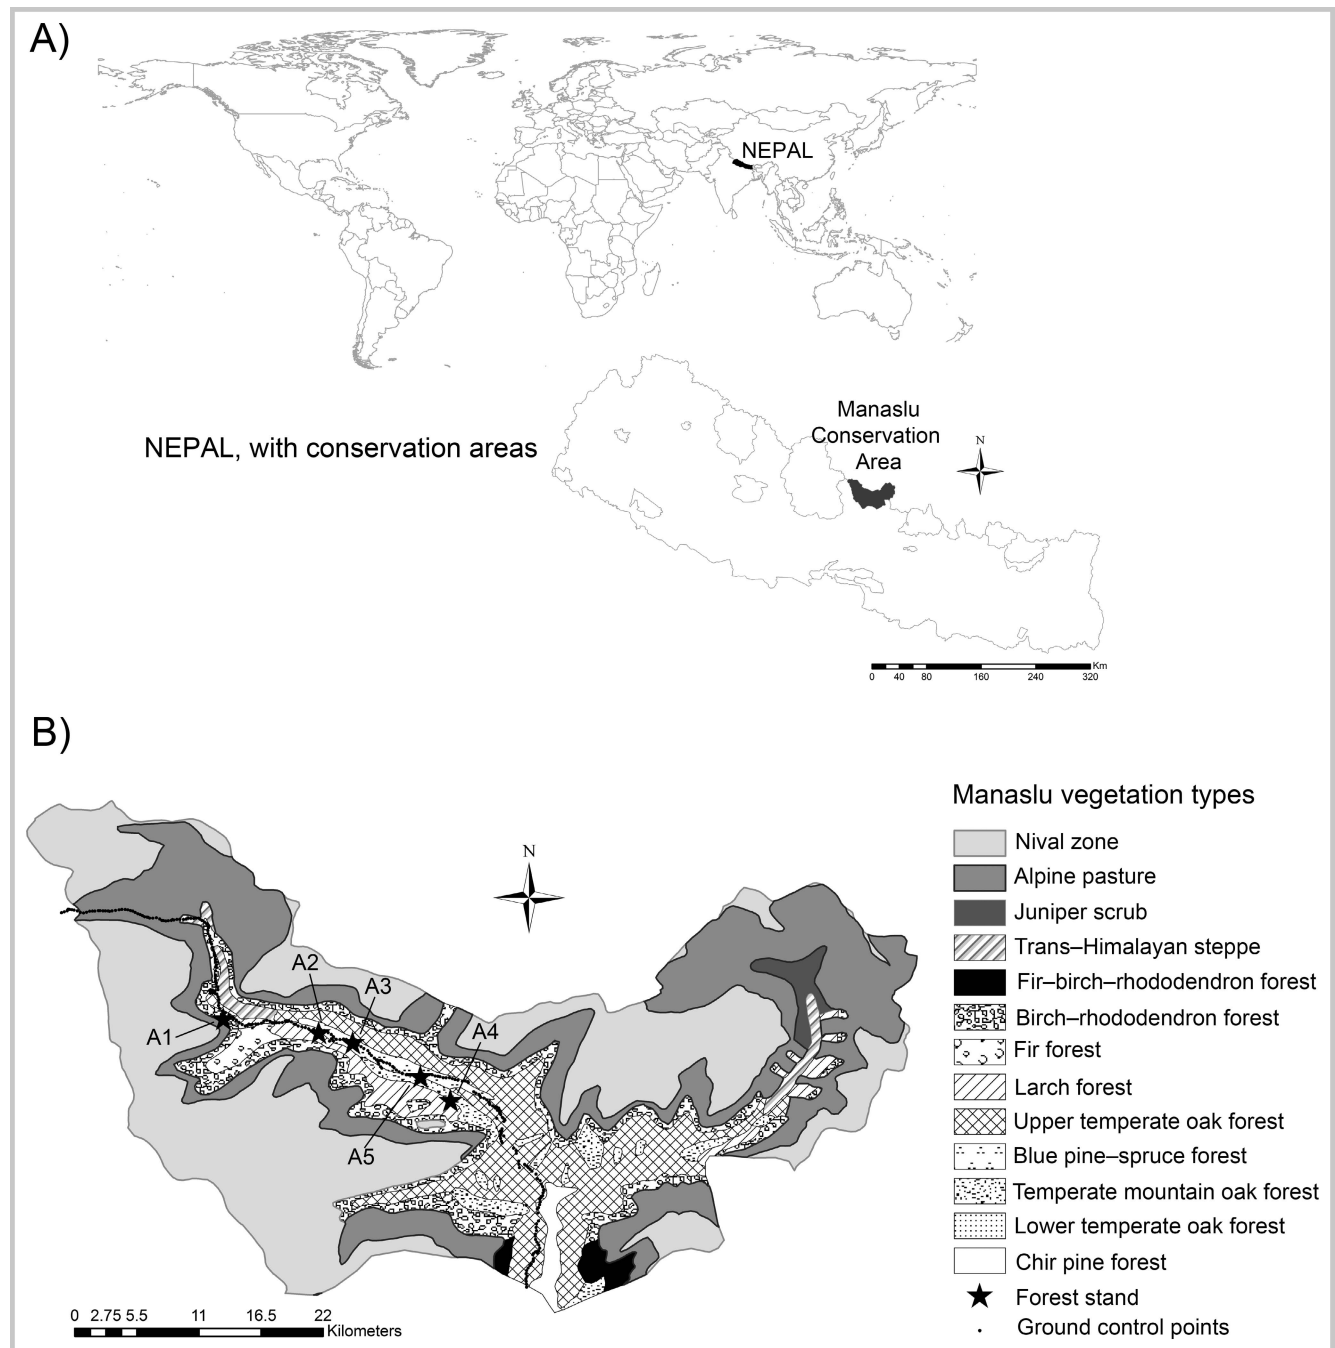 A)
NEPAL
NEPAL, with conservation areas
Manaslu
Conservation
Area
N
Km
0 40 80 160 240 320
B)
N
A1
A2
A3
A4
A5
0 2.75 5.5 11 16.5 22
Kilometers
Manaslu vegetation types
Nival zone
Alpine pasture
Juniper scrub
Trans–Himalayan steppe
Fir–birch–rhododendron forest
Birch–rhododendron forest
Fir forest
Larch forest
Upper temperate oak forest
Blue pine–spruce forest
Temperate mountain oak forest
Lower temperate oak forest
Chir pine forest
Forest stand
Ground control points